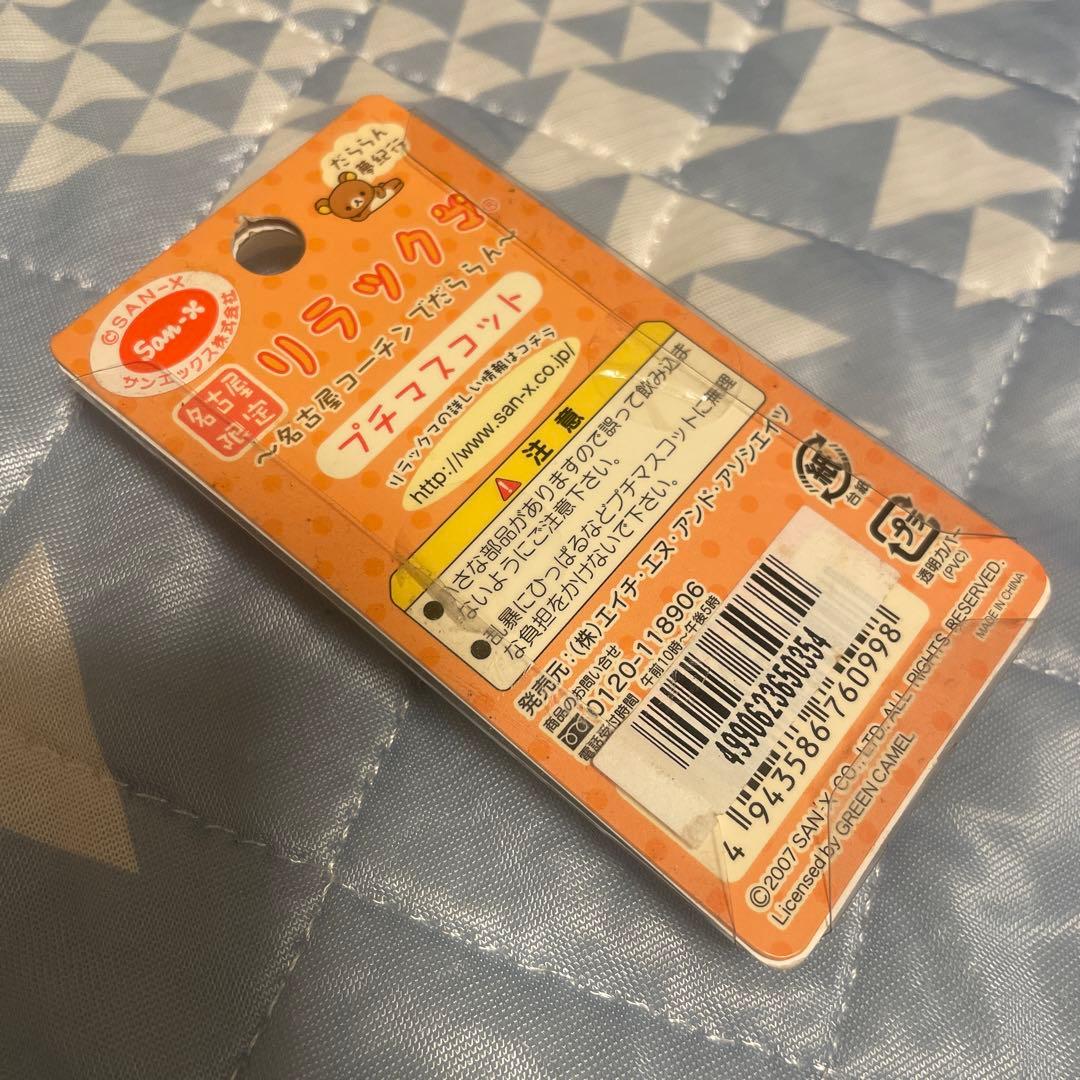 だららん
夢紀行
©SAN-X
San-x
サンエックス株式会社
名古屋
限定
リラックマ®
～名古屋コーチンでだららん～
プチマスコット
リラックマの詳しい情報はコチラ
http://www.san-x.co.jp/
注意
さな部品がありますので誤って飲み込ま
ないようにご注意下さい。
●乱暴にひっぱるなどプチマスコットに無理
な負担をかけないで下さい。
発売元:(株)エイチ・エヌ・アンド・アソシエイツ
商品のお問い合せ
0120-118906
電話受付時間 午前10時～午後5時
紙
台紙
プラ
透明カバー
(PVC)
4990623650354
4 943586 760998
©2007 SAN-X CO., LTD. ALL RIGHTS RESERVED.
Licensed by GREEN CAMEL
MADE IN CHINA